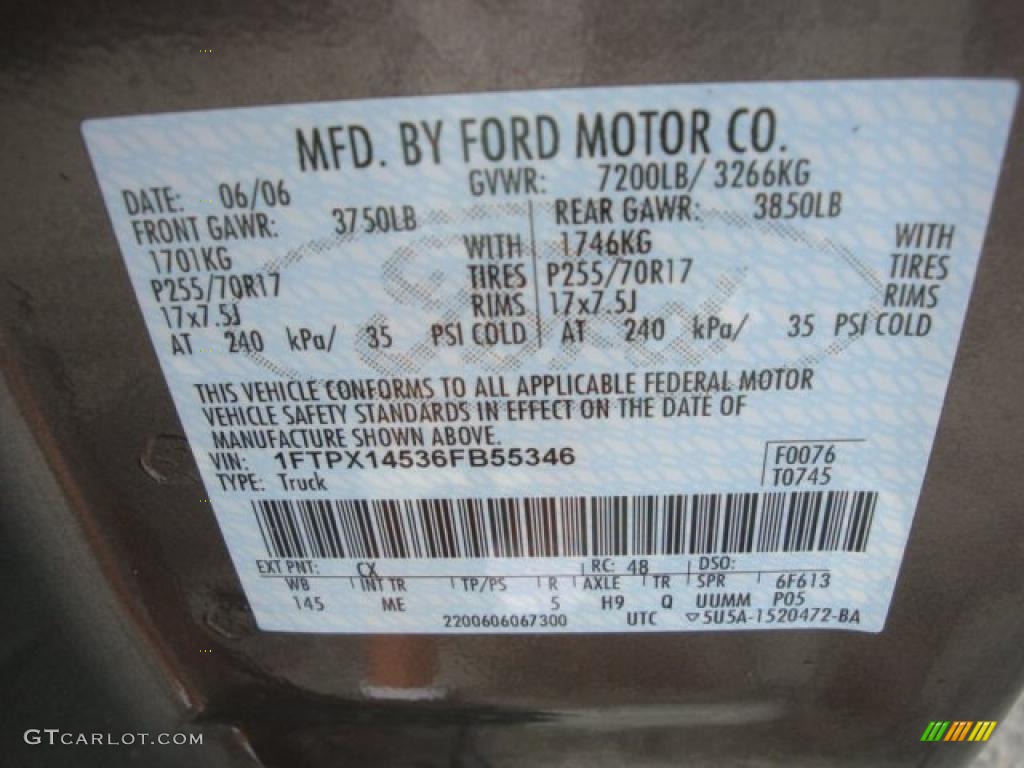 MFD. BY FORD MOTOR CO.
DATE: 06/06 GVWR: 7200LB/ 3266KG
FRONT GAWR: 3750LB REAR GAWR: 3850LB
1701KG WITH 1746KG WITH
P255/70R17 TIRES P255/70R17 TIRES
17x7.5J RIMS 17x7.5J RIMS
AT 240 kPa/ 35 PSI COLD AT 240 kPa/ 35 PSI COLD
THIS VEHICLE CONFORMS TO ALL APPLICABLE FEDERAL MOTOR
VEHICLE SAFETY STANDARDS IN EFFECT ON THE DATE OF
MANUFACTURE SHOWN ABOVE.
VIN: 1FTPX14536FB55346 F0076
TYPE: Truck T0745
EXT PNT: CX RC: 48 DSO:
WB INT TR TP/PS R AXLE TR SPR 6F613
145 ME 5 H9 Q UUMM P05
2200606067300 UTC ▽5U5A-1520472-BA
GTCARLOT.COM